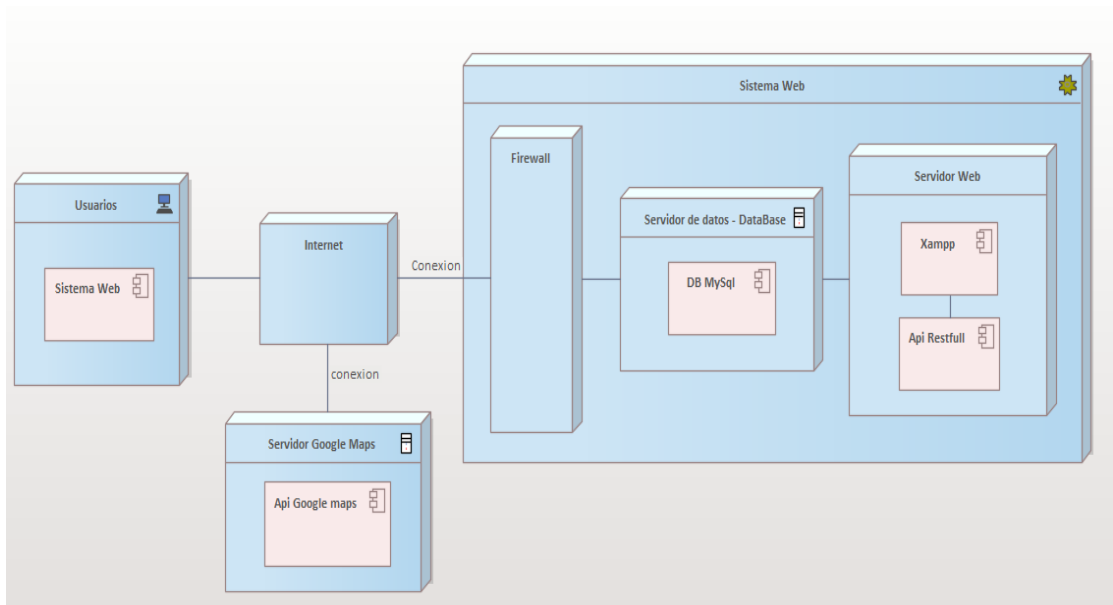 Sistema Web
Firewall
Servidor Web
Usuarios
Servidor de datos - DataBase
Xampp
Internet
Conexion
Sistema Web
DB MySql
Api Restfull
conexion
Servidor Google Maps
Api Google maps